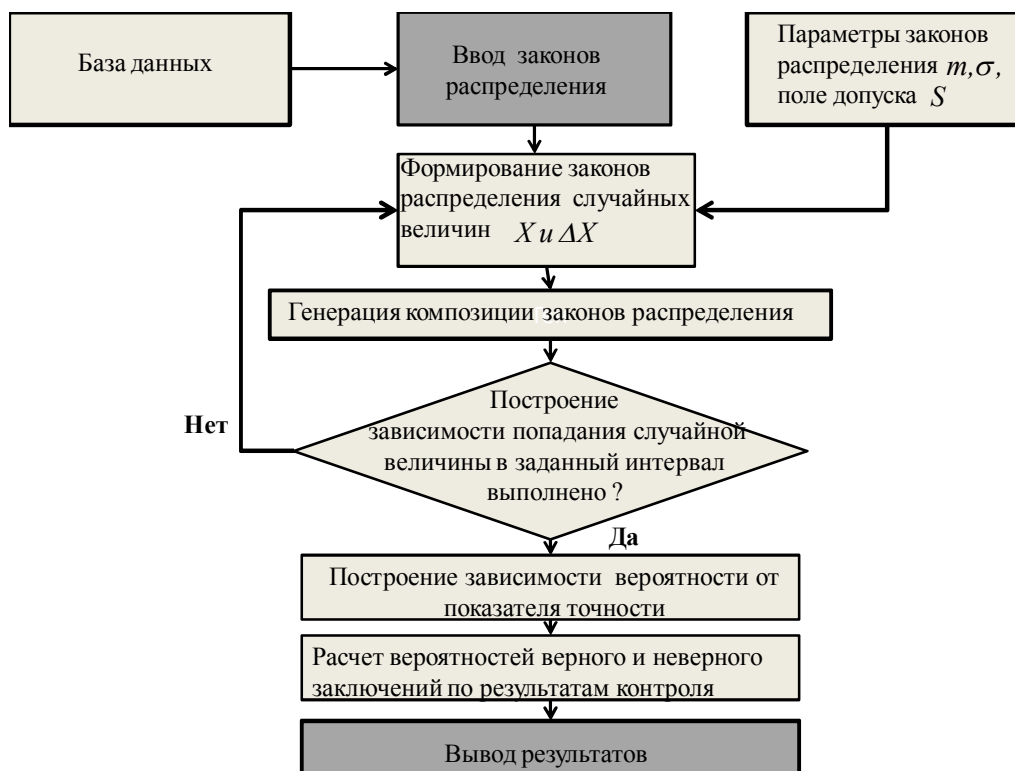 База данных
Ввод законов
распределения
Параметры законов
распределения m,σ,
поле допуска S
Формирование законов
распределения случайных
величин X и ΔX
Генерация композиции законов распределения
Построение
зависимости попадания случайной
величины в заданный интервал
выполнено ?
Нет
Да
Построение зависимости вероятности от
показателя точности
Расчет вероятностей верного и неверного
заключений по результатам контроля
Вывод результатов